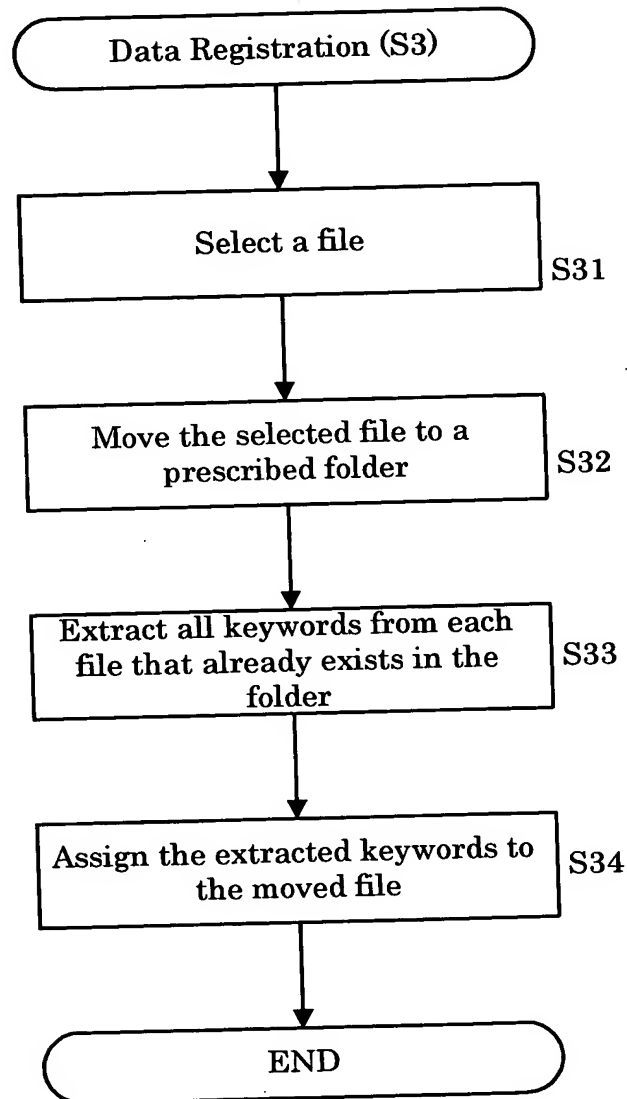 Data Registration (S3)
Select a file
S31
Move the selected file to a
prescribed folder
S32
Extract all keywords from each
file that already exists in the
folder
S33
Assign the extracted keywords to
the moved file
S34
END